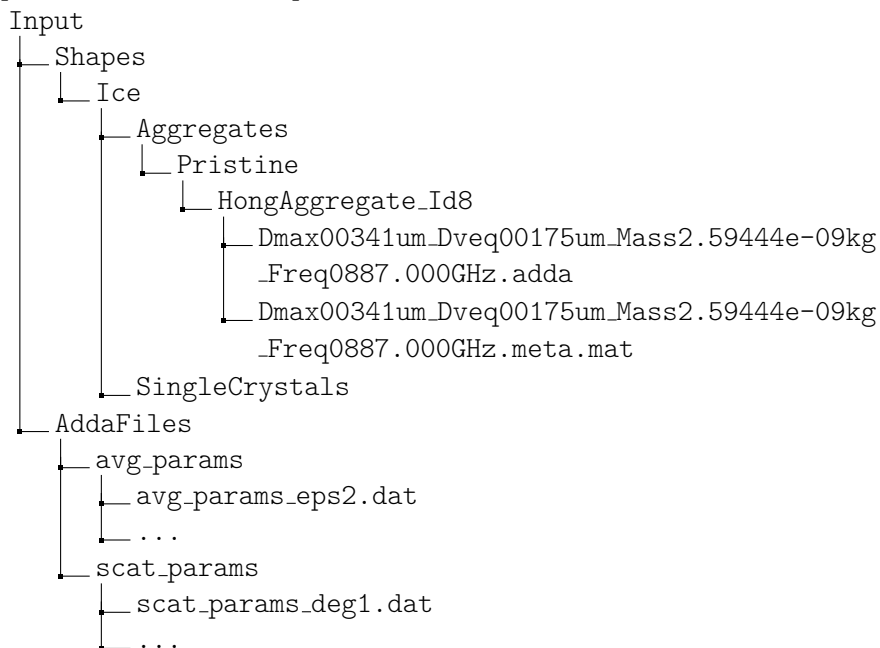 Input
Shapes
Ice
Aggregates
Pristine
HongAggregate_Id8
Dmax00341um_Dveq00175um_Mass2.59444e-09kg
_Freq0887.000GHz.adda
Dmax00341um_Dveq00175um_Mass2.59444e-09kg
_Freq0887.000GHz.meta.mat
SingleCrystals
AddaFiles
avg_params
avg_params_eps2.dat
...
scat_params
scat_params_deg1.dat
...